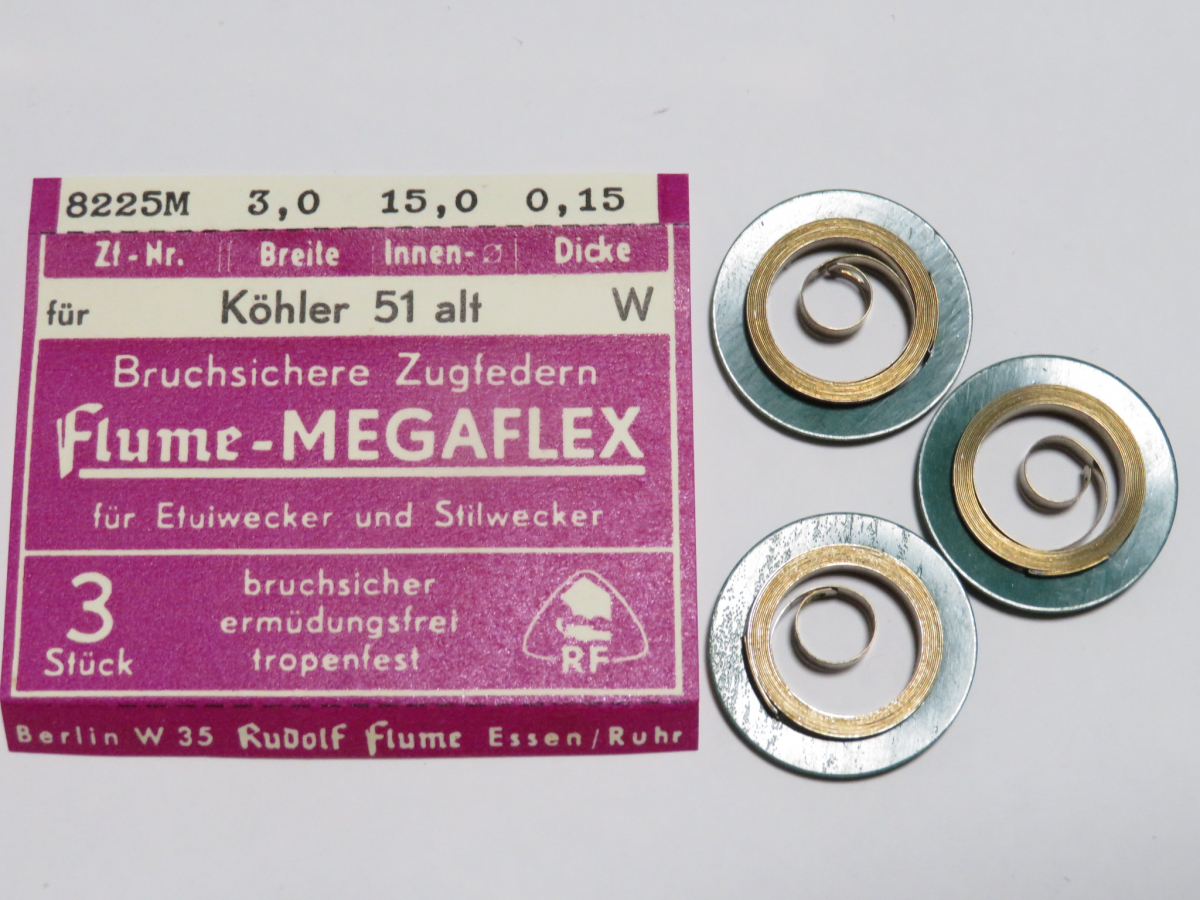 8225M 3,0 15,0 0,15
Zf-Nr. Breite Innen-⌀ Dicke
für Köhler 51 alt W
Bruchsichere Zugfedern
Flume-MEGAFLEX
für Etuiwecker und Stilwecker
3 Stück
bruchsicher
ermüdungsfrei
tropenfest
RF
Berlin W 35 Rudolf Flume Essen/Ruhr